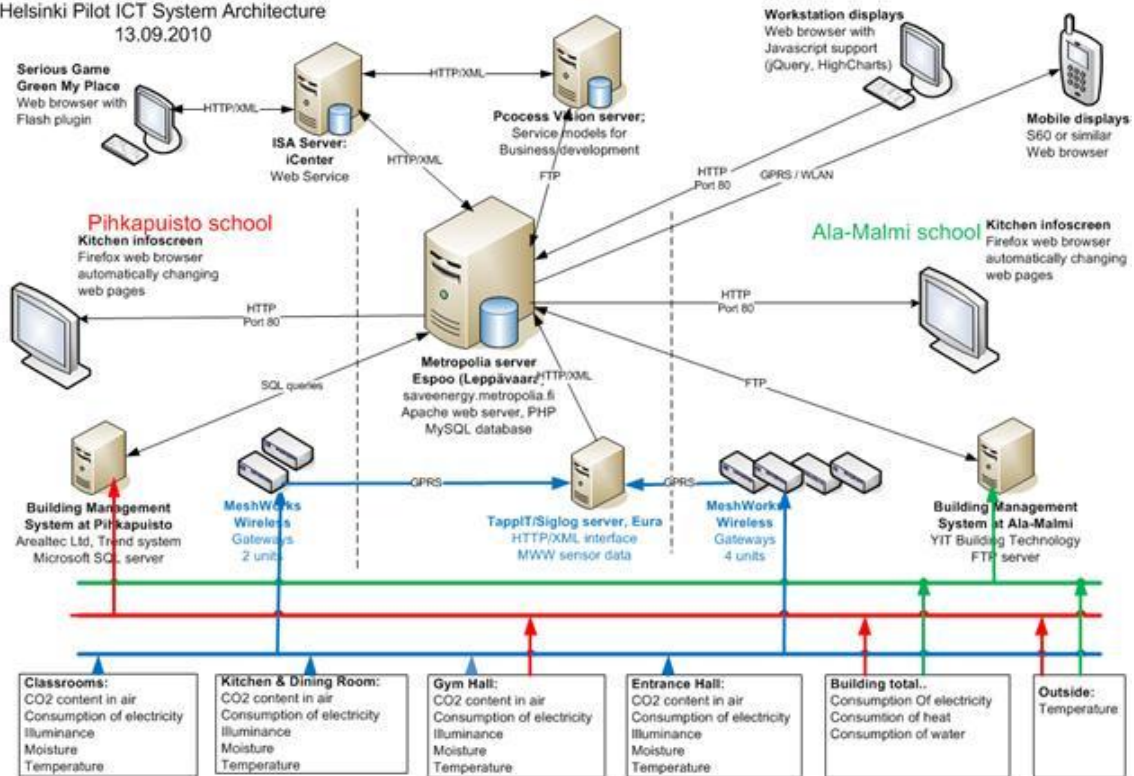 Helsinki Pilot ICT System Architecture
13.09.2010
Serious Game
Green My Place
Web browser with
Flash plugin
HTTP/XML
ISA Server:
iCenter
Web Service
HTTP/XML
Pcocess Vision server;
Service models for
Business development
HTTP/XML
FTP
Workstation displays
Web browser with
Javascript support
(jQuery, HighCharts)
Mobile displays
S60 or similar
Web browser
HTTP
Port 80
GPRS / WLAN
Pihkapuisto school
Kitchen infoscreen
Firefox web browser
automatically changing
web pages
HTTP
Port 80
Ala-Malmi school
Kitchen infoscreen
Firefox web browser
automatically changing
web pages
HTTP
Port 80
Metropolia server
Espoo (Leppävaara)
saveenergy.metropolia.fi
Apache web server, PHP
MySQL database
HTTP/XML
SQL queries
FTP
Building Management
System at Pihkapuisto
Arealtec Ltd, Trend system
Microsoft SQL server
MeshWorks
Wireless
Gateways
2 units
GPRS
TappIT/Siglog server, Eura
HTTP/XML interface
MWW sensor data
GPRS
MeshWorks
Wireless
Gateways
4 units
Building Management
System at Ala-Malmi
YIT Building Technology
FTP server
Classrooms:
CO2 content in air
Consumption of electricity
Illuminance
Moisture
Temperature
Kitchen & Dining Room:
CO2 content in air
Consumption of electricity
Illuminance
Moisture
Temperature
Gym Hall:
CO2 content in air
Consumption of electricity
Illuminance
Moisture
Temperature
Entrance Hall:
CO2 content in air
Consumption of electricity
Illuminance
Moisture
Temperature
Building total..
Consumption Of electricity
Consumtion of heat
Consumption of water
Outside:
Temperature